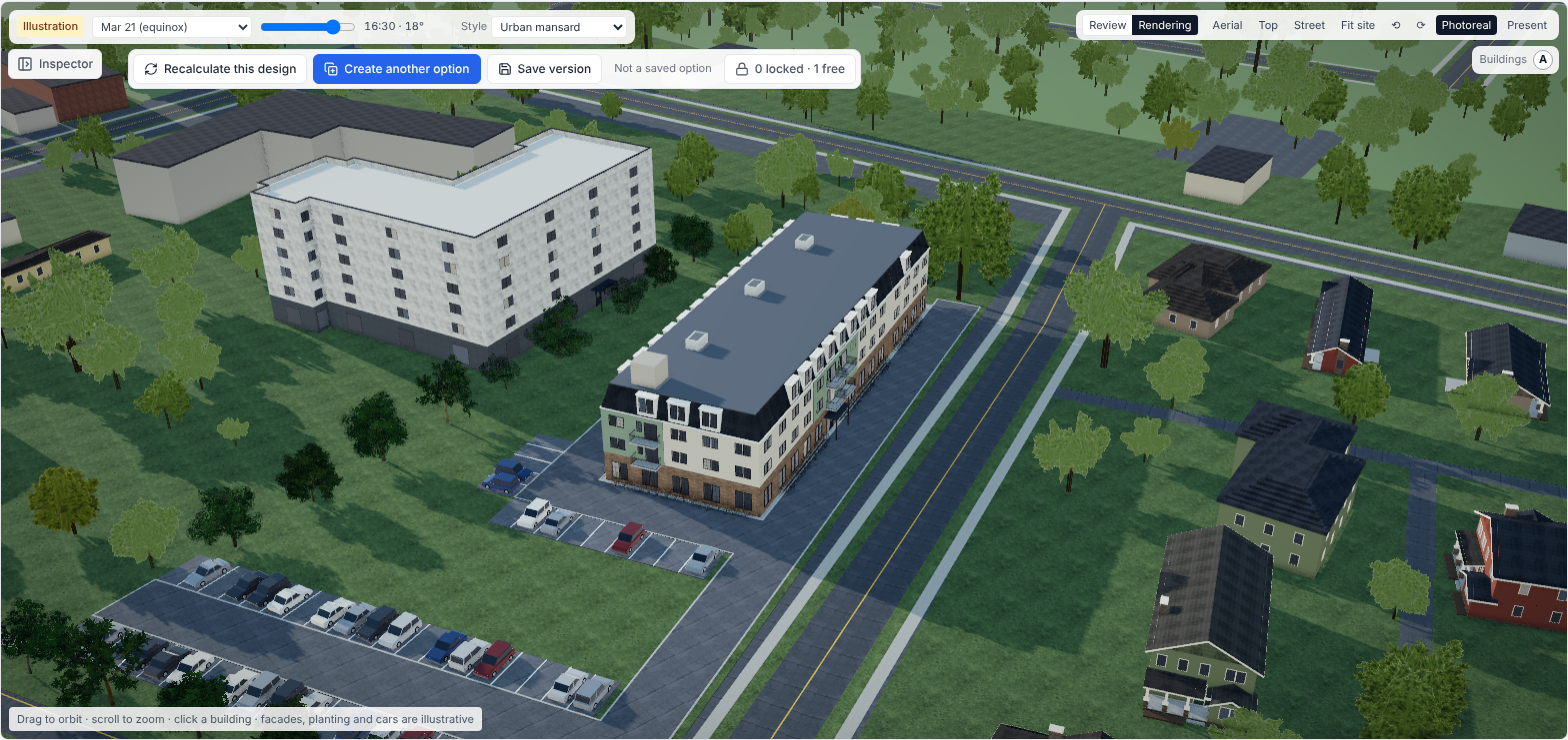 Illustration
Mar 21 (equinox)
16:30 · 18°
Style
Urban mansard
Review
Rendering
Aerial
Top
Street
Fit site
Photoreal
Present
Inspector
Recalculate this design
Create another option
Save version
Not a saved option
0 locked · 1 free
Buildings
A
Drag to orbit · scroll to zoom · click a building · facades, planting and cars are illustrative